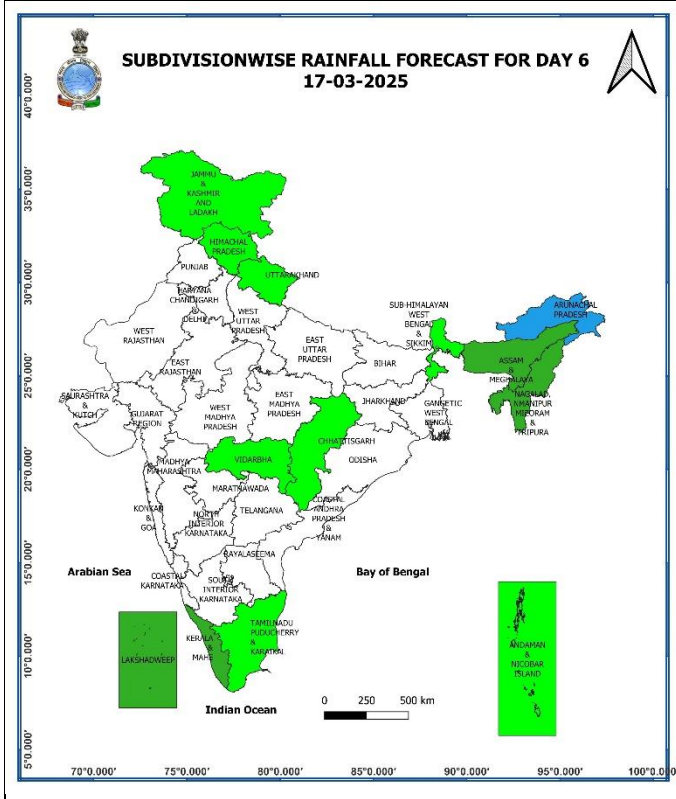 SUBDIVISIONWISE RAINFALL FORECAST FOR DAY 6
17-03-2025
40°0.000'
35°0.000'
30°0.000'
25°0.000'
20°0.000'
15°0.000'
10°0.000'
5°0.000'
JAMMU
&
KASHMIR
AND
LADAKH
HIMACHAL
PRADESH
PUNJAB
UTTARAKHAND
HARYANA
CHANDIGARH
&
DELHI
WEST
UTTAR
PRADESH
SUB-HIMALAYAN
WEST
BENGAL
&
SIKKIM
ARUNACHAL
PRADESH
WEST
RAJASTHAN
EAST
RAJASTHAN
EAST
UTTAR
PRADESH
BIHAR
ASSAM
&
MEGHALAYA
NAGALAD,
NMANIPUR
MIZORAM
&
TRIPURA
SAURASHTRA
&
KUTCH
GUJARAT
REGION
WEST
MADHYA
PRADESH
EAST
MADHYA
PRADESH
JHARKHAND
GANGETIC
WEST
BENGAL
CHHATTISGARH
ODISHA
VIDARBHA
MADHYA
MAHARASHTRA
MARATHAWADA
KONKAN
&
GOA
NORTH
INTERIOR
KARNATAKA
TELANGANA
COASTAL
ANDHRA
PRADESH
&
YANAM
RAYALASEEMA
Arabian Sea
COASTAL
KARNATAKA
SOUTH
INTERIOR
KARNATAKA
Bay of Bengal
LAKSHADWEEP
KERALA
&
MAHE
TAMILNADU
PUDUCHERRY
&
KARAIKAL
ANDAMAN
&
NICOBAR
ISLAND
Indian Ocean
0 250 500 km
70°0.000' 75°0.000' 80°0.000' 85°0.000' 90°0.000' 95°0.000' 100°0.000'